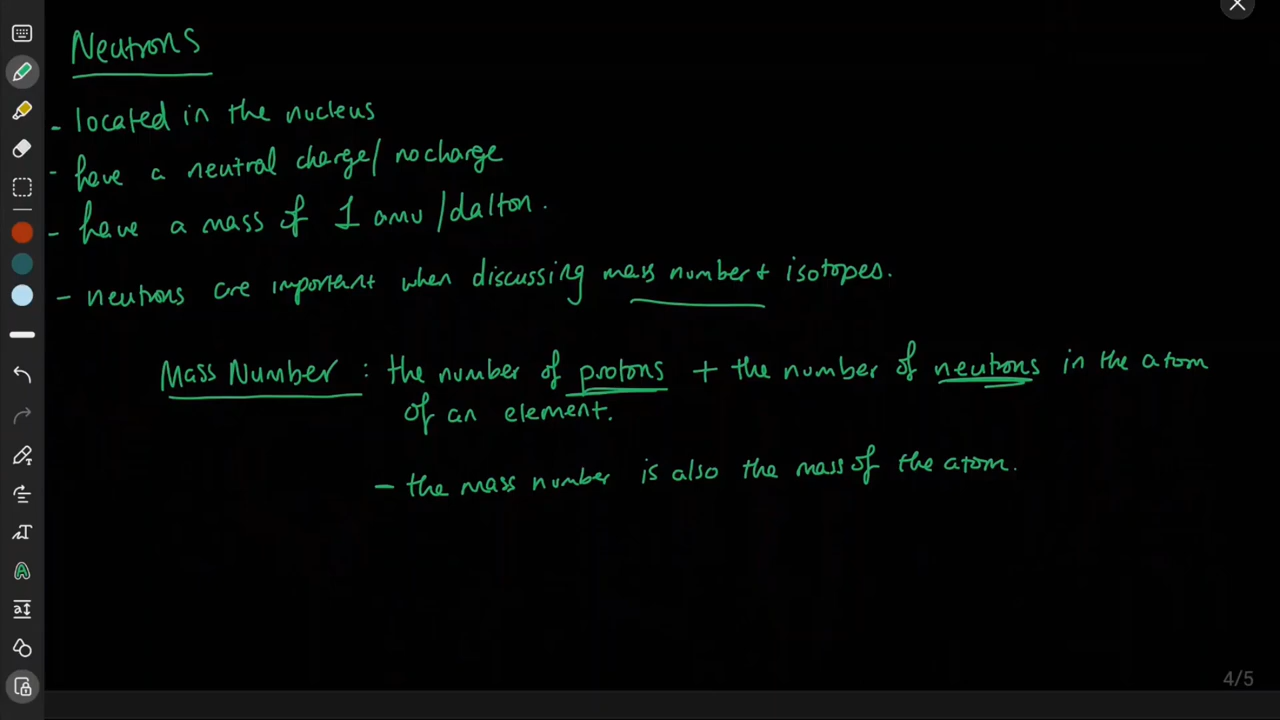 Neutrons
- located in the nucleus
- have a neutral charge/ no charge
- have a mass of 1 amu/dalton.
- neutrons are important when discussing mass number + isotopes.
Mass Number : the number of protons + the number of neutrons in the atom
of an element.
- the mass number is also the mass of the atom.
4/5